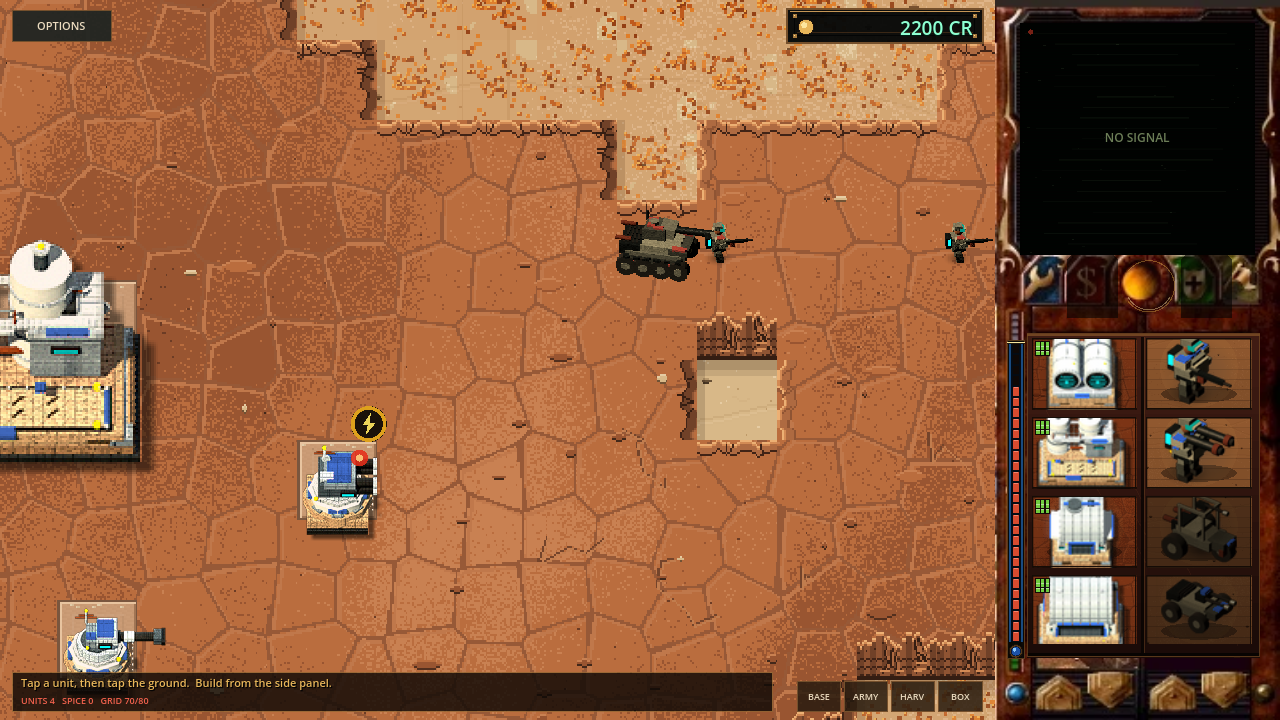 OPTIONS
2200 CR
NO SIGNAL
Tap a unit, then tap the ground. Build from the side panel.
UNITS 4 SPICE 0 GRID 70/80
BASE
ARMY
HARV
BOX